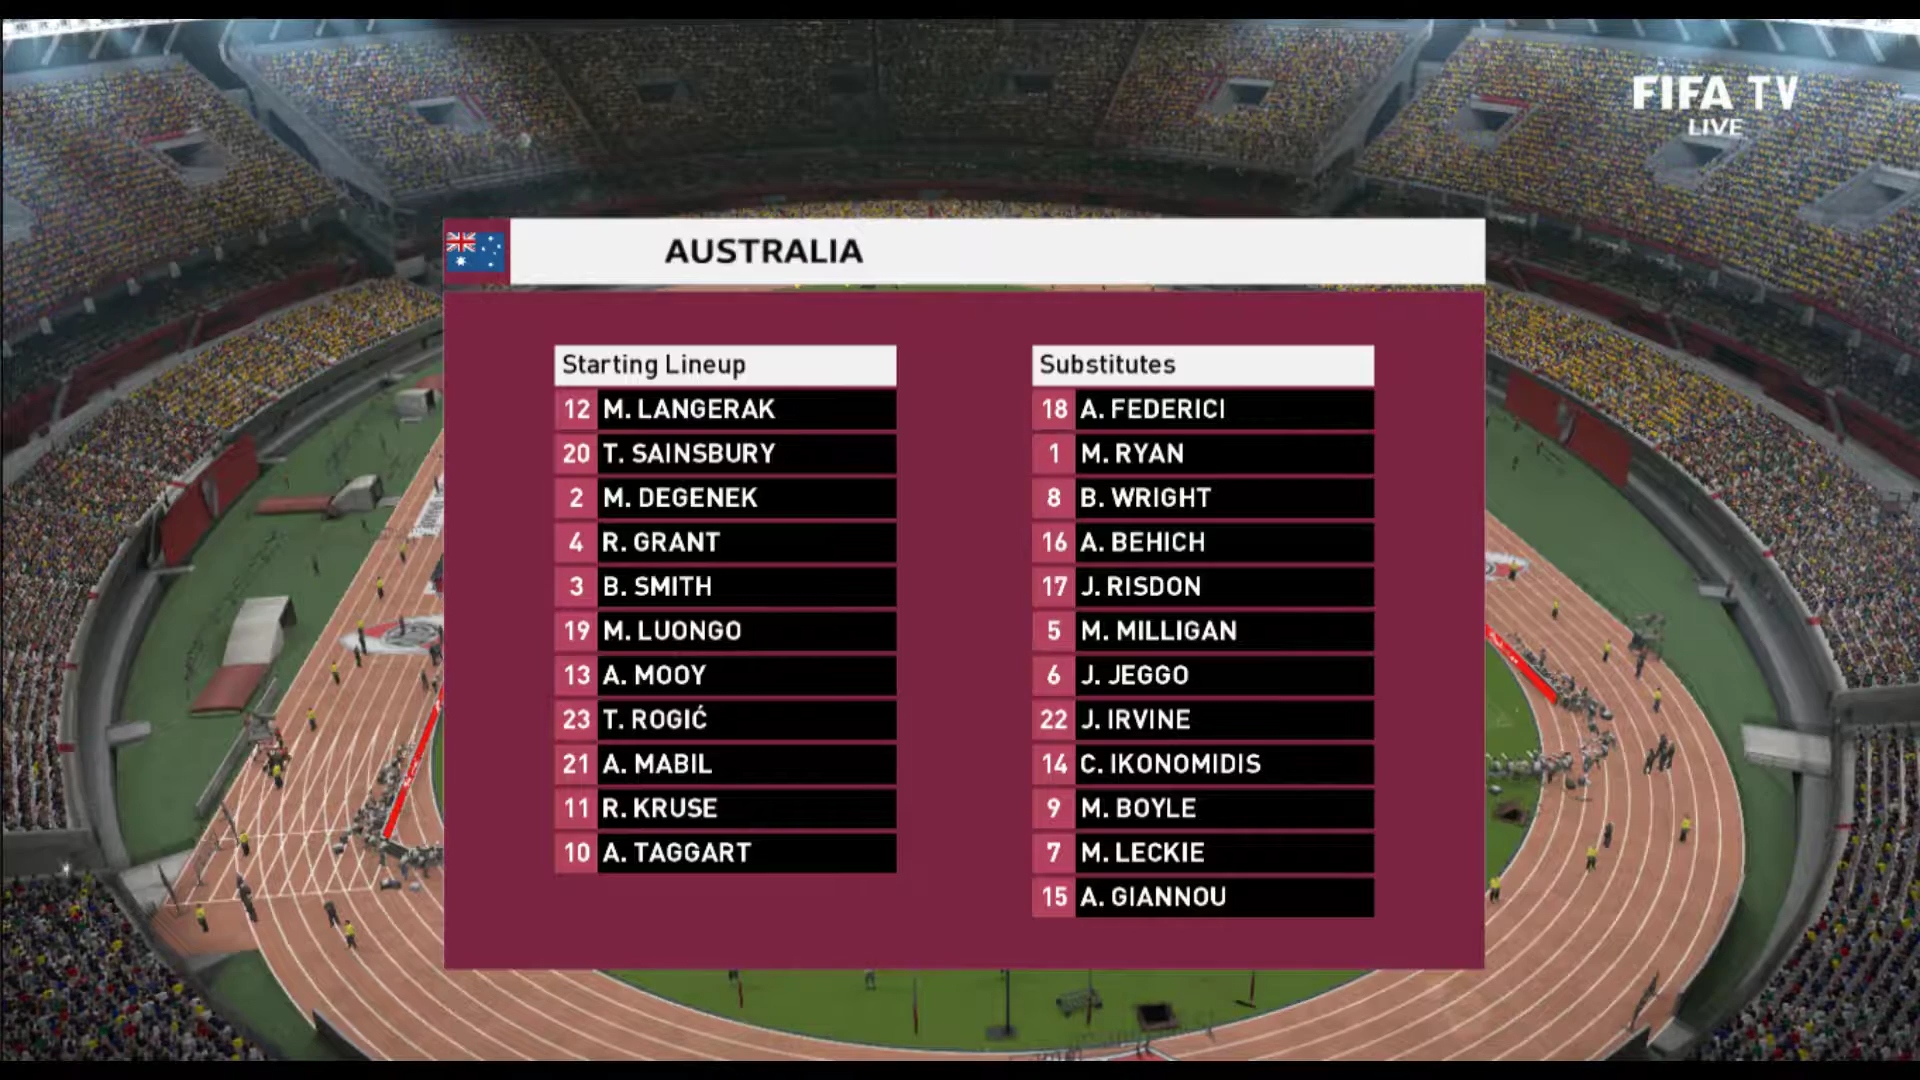 FIFA TV
LIVE
AUSTRALIA
Starting Lineup
12 M. LANGERAK
20 T. SAINSBURY
2 M. DEGENEK
4 R. GRANT
3 B. SMITH
19 M. LUONGO
13 A. MOOY
23 T. ROGIĆ
21 A. MABIL
11 R. KRUSE
10 A. TAGGART
Substitutes
18 A. FEDERICI
1 M. RYAN
8 B. WRIGHT
16 A. BEHICH
17 J. RISDON
5 M. MILLIGAN
6 J. JEGGO
22 J. IRVINE
14 C. IKONOMIDIS
9 M. BOYLE
7 M. LECKIE
15 A. GIANNOU